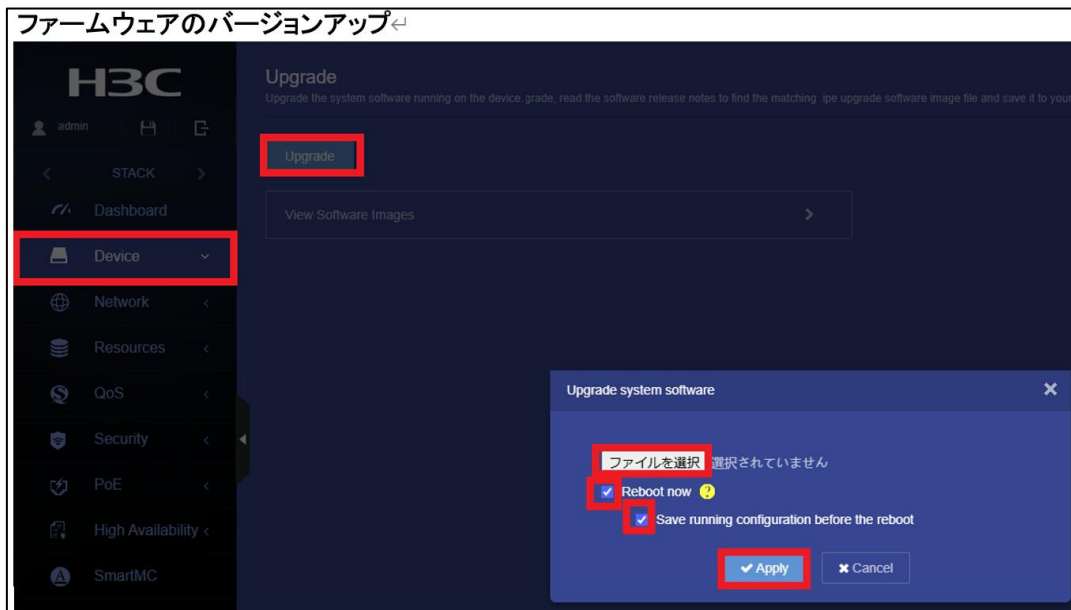 ファームウェアのバージョンアップ↵
H3C
admin
STACK
Dashboard
Device
Network
Resources
QoS
Security
PoE
High Availability
SmartMC
Upgrade
Upgrade the system software running on the device.grade, read the software release notes to find the matching .ipe upgrade software image file and save it to your
Upgrade
View Software Images
Upgrade system software
ファイルを選択 選択されていません
Reboot now ?
Save running configuration before the reboot
Apply
Cancel